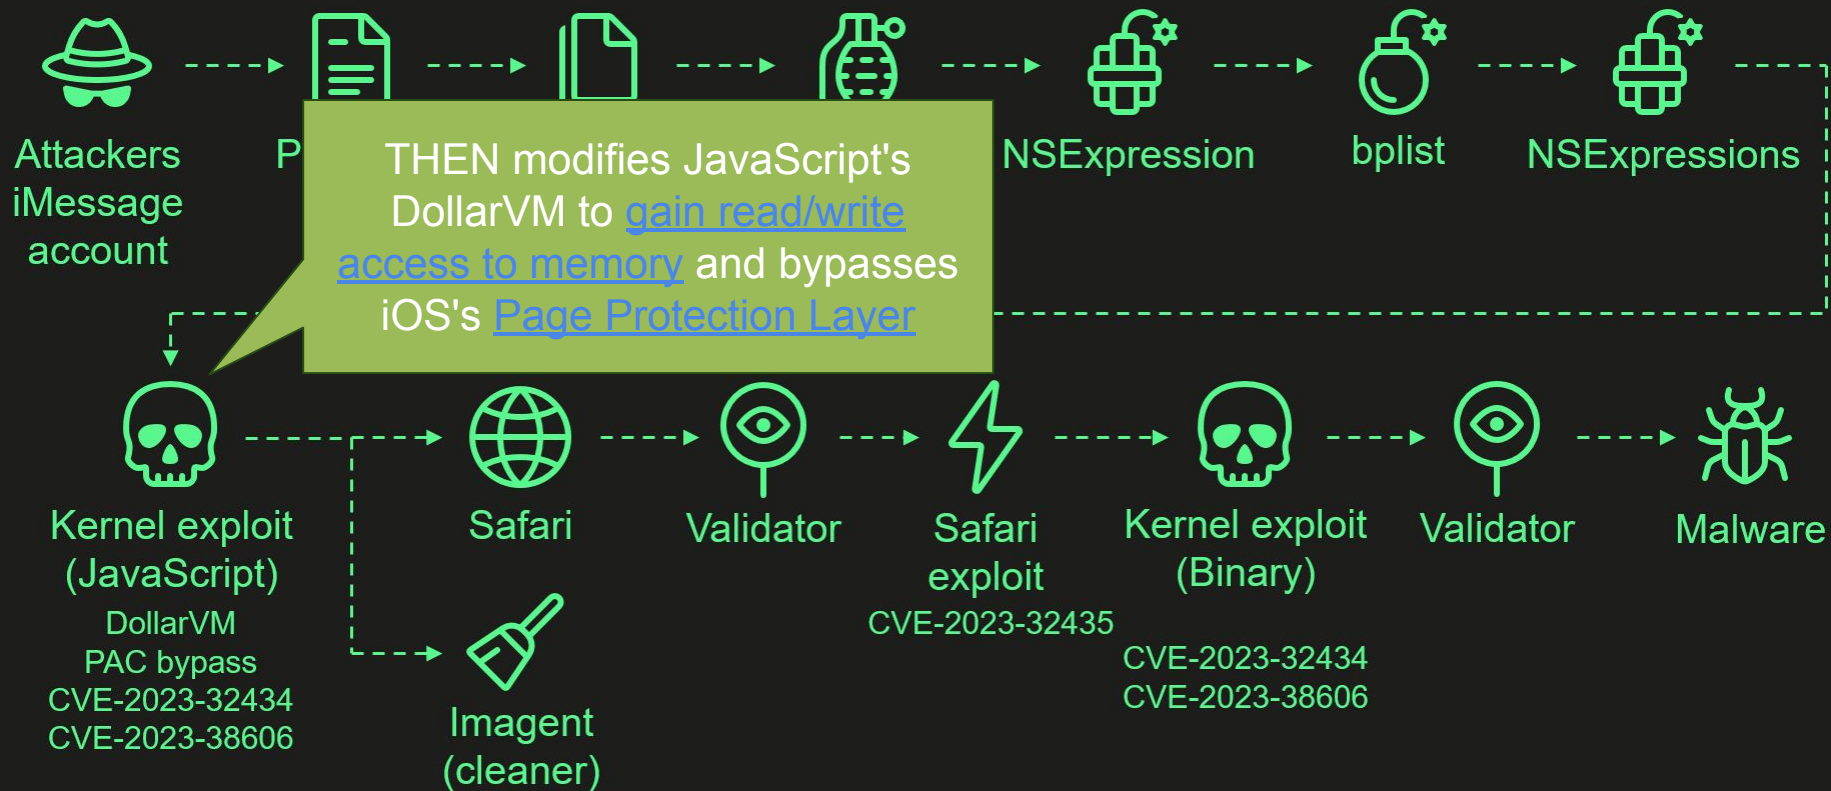 Attackers
iMessage
account
P
NSExpression
bplist
NSExpressions
THEN modifies JavaScript's
DollarVM to gain read/write
access to memory and bypasses
iOS's Page Protection Layer
Kernel exploit
(JavaScript)
DollarVM
PAC bypass
CVE-2023-32434
CVE-2023-38606
Safari
Imagent
(cleaner)
Validator
Safari
exploit
CVE-2023-32435
Kernel exploit
(Binary)
CVE-2023-32434
CVE-2023-38606
Validator
Malware